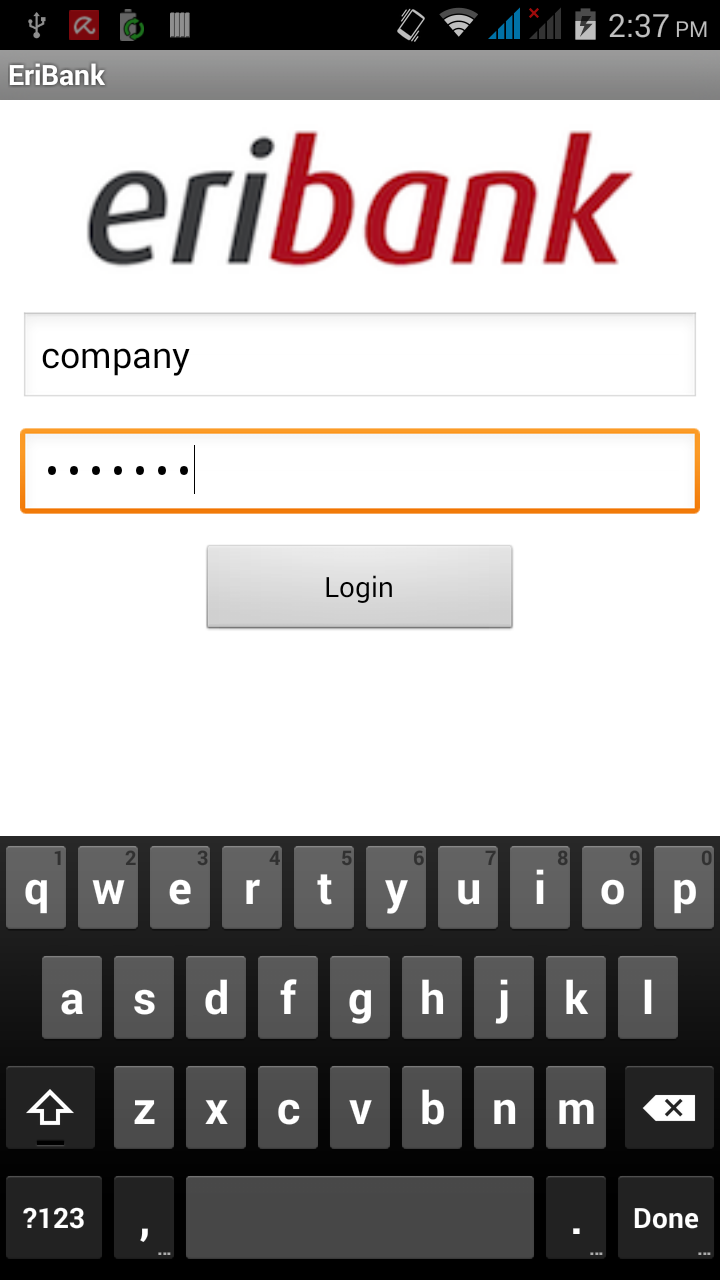 2:37 PM
EriBank
eribank
company
•••••••
Login
1 2 3 4 5 6 7 8 9 0
q w e r t y u i o p
a s d f g h j k l
z x c v b n m
?123 , ... . ... Done ...